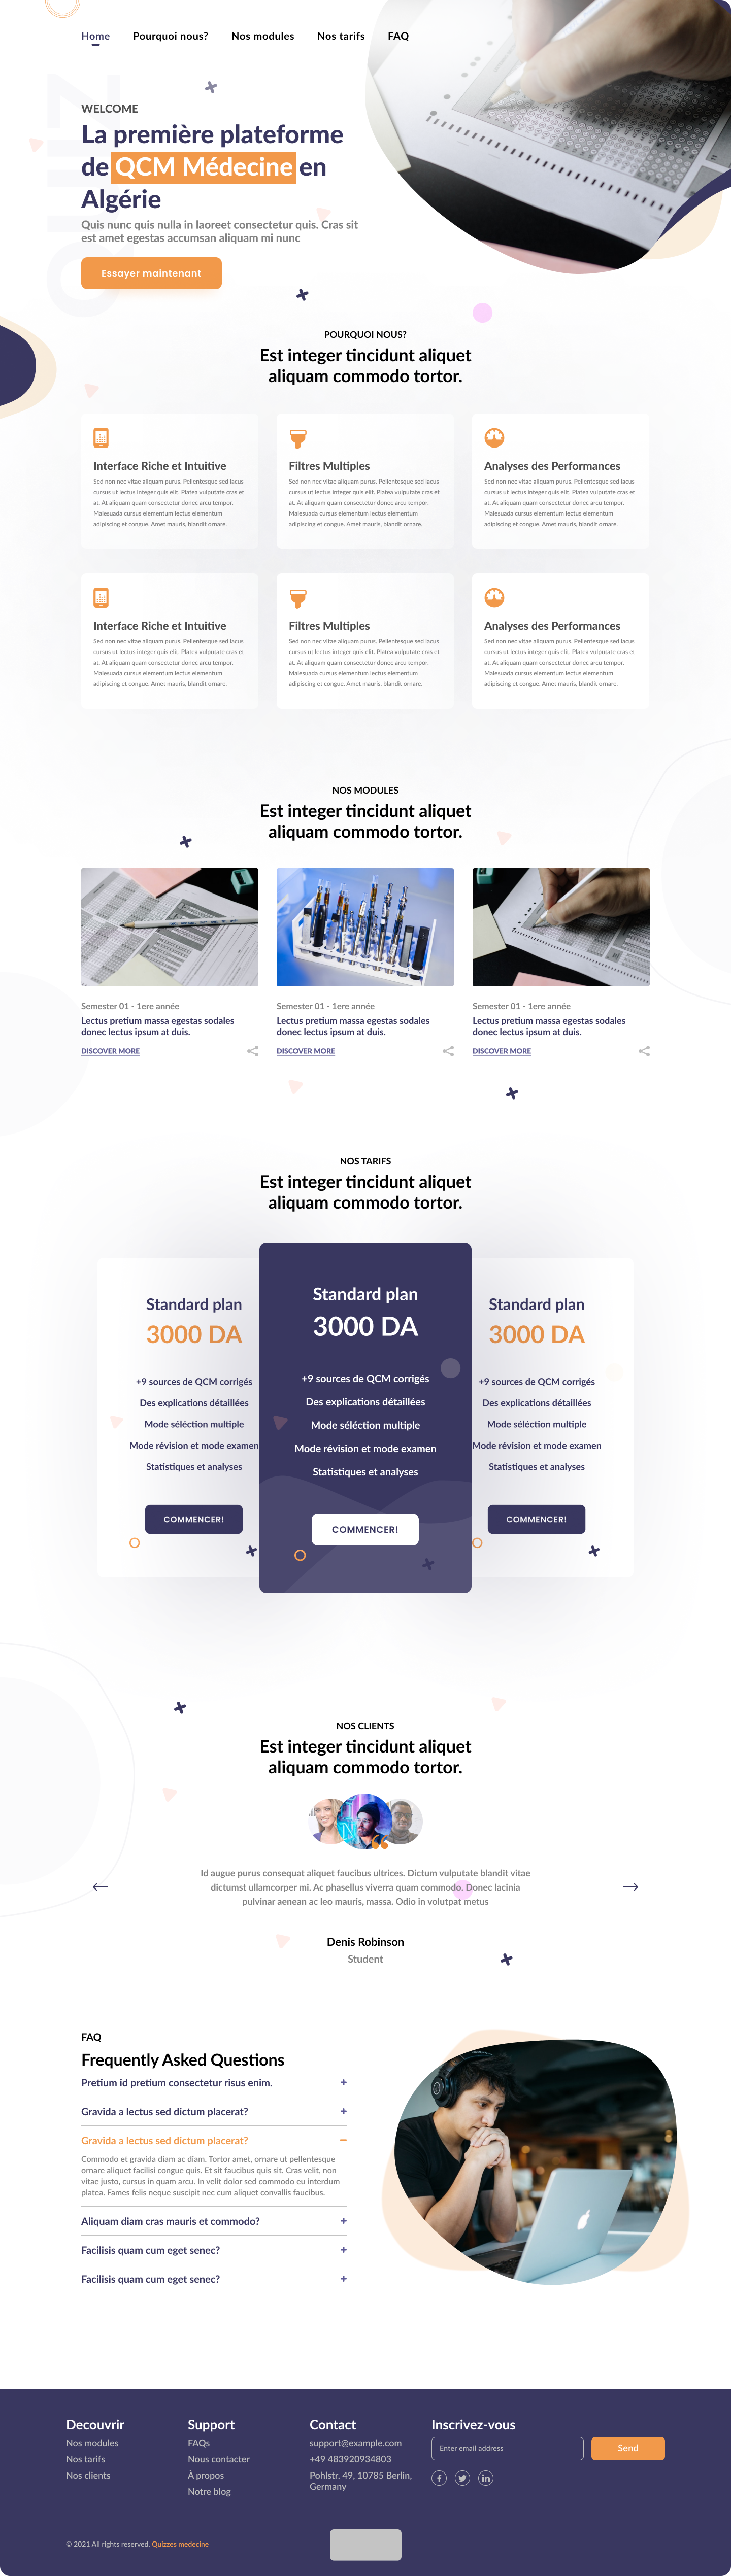 Home Pourquoi nous? Nos modules Nos tarifs FAQ
WELCOME
La première plateforme
de QCM Médecine en
Algérie
Quis nunc quis nulla in laoreet consectetur quis. Cras sit
est amet egestas accumsan aliquam mi nunc
Essayer maintenant
POURQUOI NOUS?
Est integer tincidunt aliquet
aliquam commodo tortor.
Interface Riche et Intuitive
Sed non nec vitae aliquam purus. Pellentesque sed lacus
cursus ut lectus integer quis elit. Platea vulputate cras et
at. At aliquam quam consectetur donec arcu tempor.
Malesuada cursus elementum lectus elementum
adipiscing et congue. Amet mauris, blandit ornare.
Filtres Multiples
Sed non nec vitae aliquam purus. Pellentesque sed lacus
cursus ut lectus integer quis elit. Platea vulputate cras et
at. At aliquam quam consectetur donec arcu tempor.
Malesuada cursus elementum lectus elementum
adipiscing et congue. Amet mauris, blandit ornare.
Analyses des Performances
Sed non nec vitae aliquam purus. Pellentesque sed lacus
cursus ut lectus integer quis elit. Platea vulputate cras et
at. At aliquam quam consectetur donec arcu tempor.
Malesuada cursus elementum lectus elementum
adipiscing et congue. Amet mauris, blandit ornare.
Interface Riche et Intuitive
Sed non nec vitae aliquam purus. Pellentesque sed lacus
cursus ut lectus integer quis elit. Platea vulputate cras et
at. At aliquam quam consectetur donec arcu tempor.
Malesuada cursus elementum lectus elementum
adipiscing et congue. Amet mauris, blandit ornare.
Filtres Multiples
Sed non nec vitae aliquam purus. Pellentesque sed lacus
cursus ut lectus integer quis elit. Platea vulputate cras et
at. At aliquam quam consectetur donec arcu tempor.
Malesuada cursus elementum lectus elementum
adipiscing et congue. Amet mauris, blandit ornare.
Analyses des Performances
Sed non nec vitae aliquam purus. Pellentesque sed lacus
cursus ut lectus integer quis elit. Platea vulputate cras et
at. At aliquam quam consectetur donec arcu tempor.
Malesuada cursus elementum lectus elementum
adipiscing et congue. Amet mauris, blandit ornare.
NOS MODULES
Est integer tincidunt aliquet
aliquam commodo tortor.
Semester 01 - 1ere année
Lectus pretium massa egestas sodales
donec lectus ipsum at duis.
DISCOVER MORE
Semester 01 - 1ere année
Lectus pretium massa egestas sodales
donec lectus ipsum at duis.
DISCOVER MORE
Semester 01 - 1ere année
Lectus pretium massa egestas sodales
donec lectus ipsum at duis.
DISCOVER MORE
NOS TARIFS
Est integer tincidunt aliquet
aliquam commodo tortor.
Standard plan
3000 DA
+9 sources de QCM corrigés
Des explications détaillées
Mode séléction multiple
Mode révision et mode examen
Statistiques et analyses
COMMENCER!
Standard plan
3000 DA
+9 sources de QCM corrigés
Des explications détaillées
Mode séléction multiple
Mode révision et mode examen
Statistiques et analyses
COMMENCER!
Standard plan
3000 DA
+9 sources de QCM corrigés
Des explications détaillées
Mode séléction multiple
Mode révision et mode examen
Statistiques et analyses
COMMENCER!
NOS CLIENTS
Est integer tincidunt aliquet
aliquam commodo tortor.
Id augue purus consequat aliquet faucibus ultrices. Dictum vulputate blandit vitae
dictumst ullamcorper mi. Ac phasellus viverra quam commodo. Donec lacinia
pulvinar aenean ac leo mauris, massa. Odio in volutpat metus
Denis Robinson
Student
FAQ
Frequently Asked Questions
Pretium id pretium consectetur risus enim.
Gravida a lectus sed dictum placerat?
Gravida a lectus sed dictum placerat?
Commodo et gravida diam ac diam. Tortor amet, ornare ut pellentesque
ornare aliquet facilisi congue quis. Et sit faucibus quis sit. Cras velit, non
vitae justo, cursus in quam arcu. In velit dolor sed commodo eu interdum
platea. Fames felis neque suscipit nec cum aliquet convallis faucibus.
Aliquam diam cras mauris et commodo?
Facilisis quam cum eget senec?
Facilisis quam cum eget senec?
Decouvrir
Nos modules
Nos tarifs
Nos clients
Support
FAQs
Nous contacter
À propos
Notre blog
Contact
support@example.com
+49 483920934803
Pohlstr. 49, 10785 Berlin,
Germany
Inscrivez-vous
Enter email address
Send
© 2021 All rights reserved. Quizzes medecine